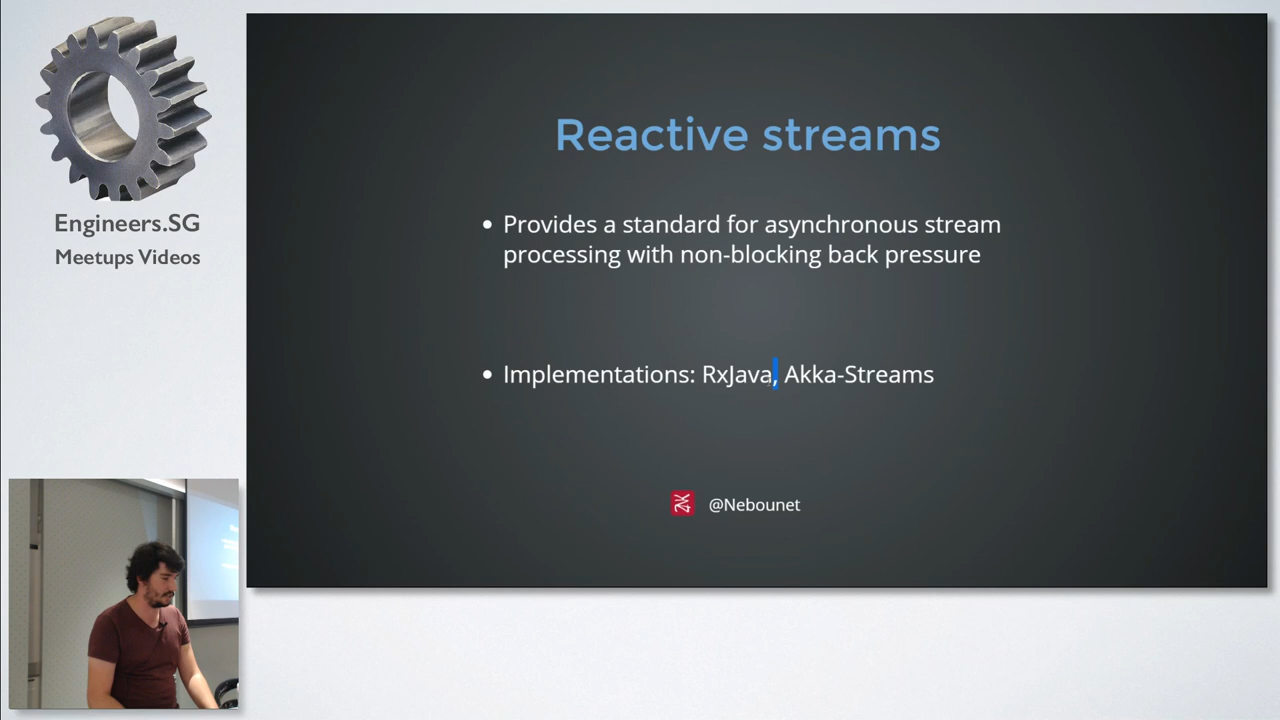 Engineers.SG
Meetups Videos
Reactive streams
• Provides a standard for asynchronous stream
processing with non-blocking back pressure
• Implementations: RxJava, Akka-Streams
@Nebounet